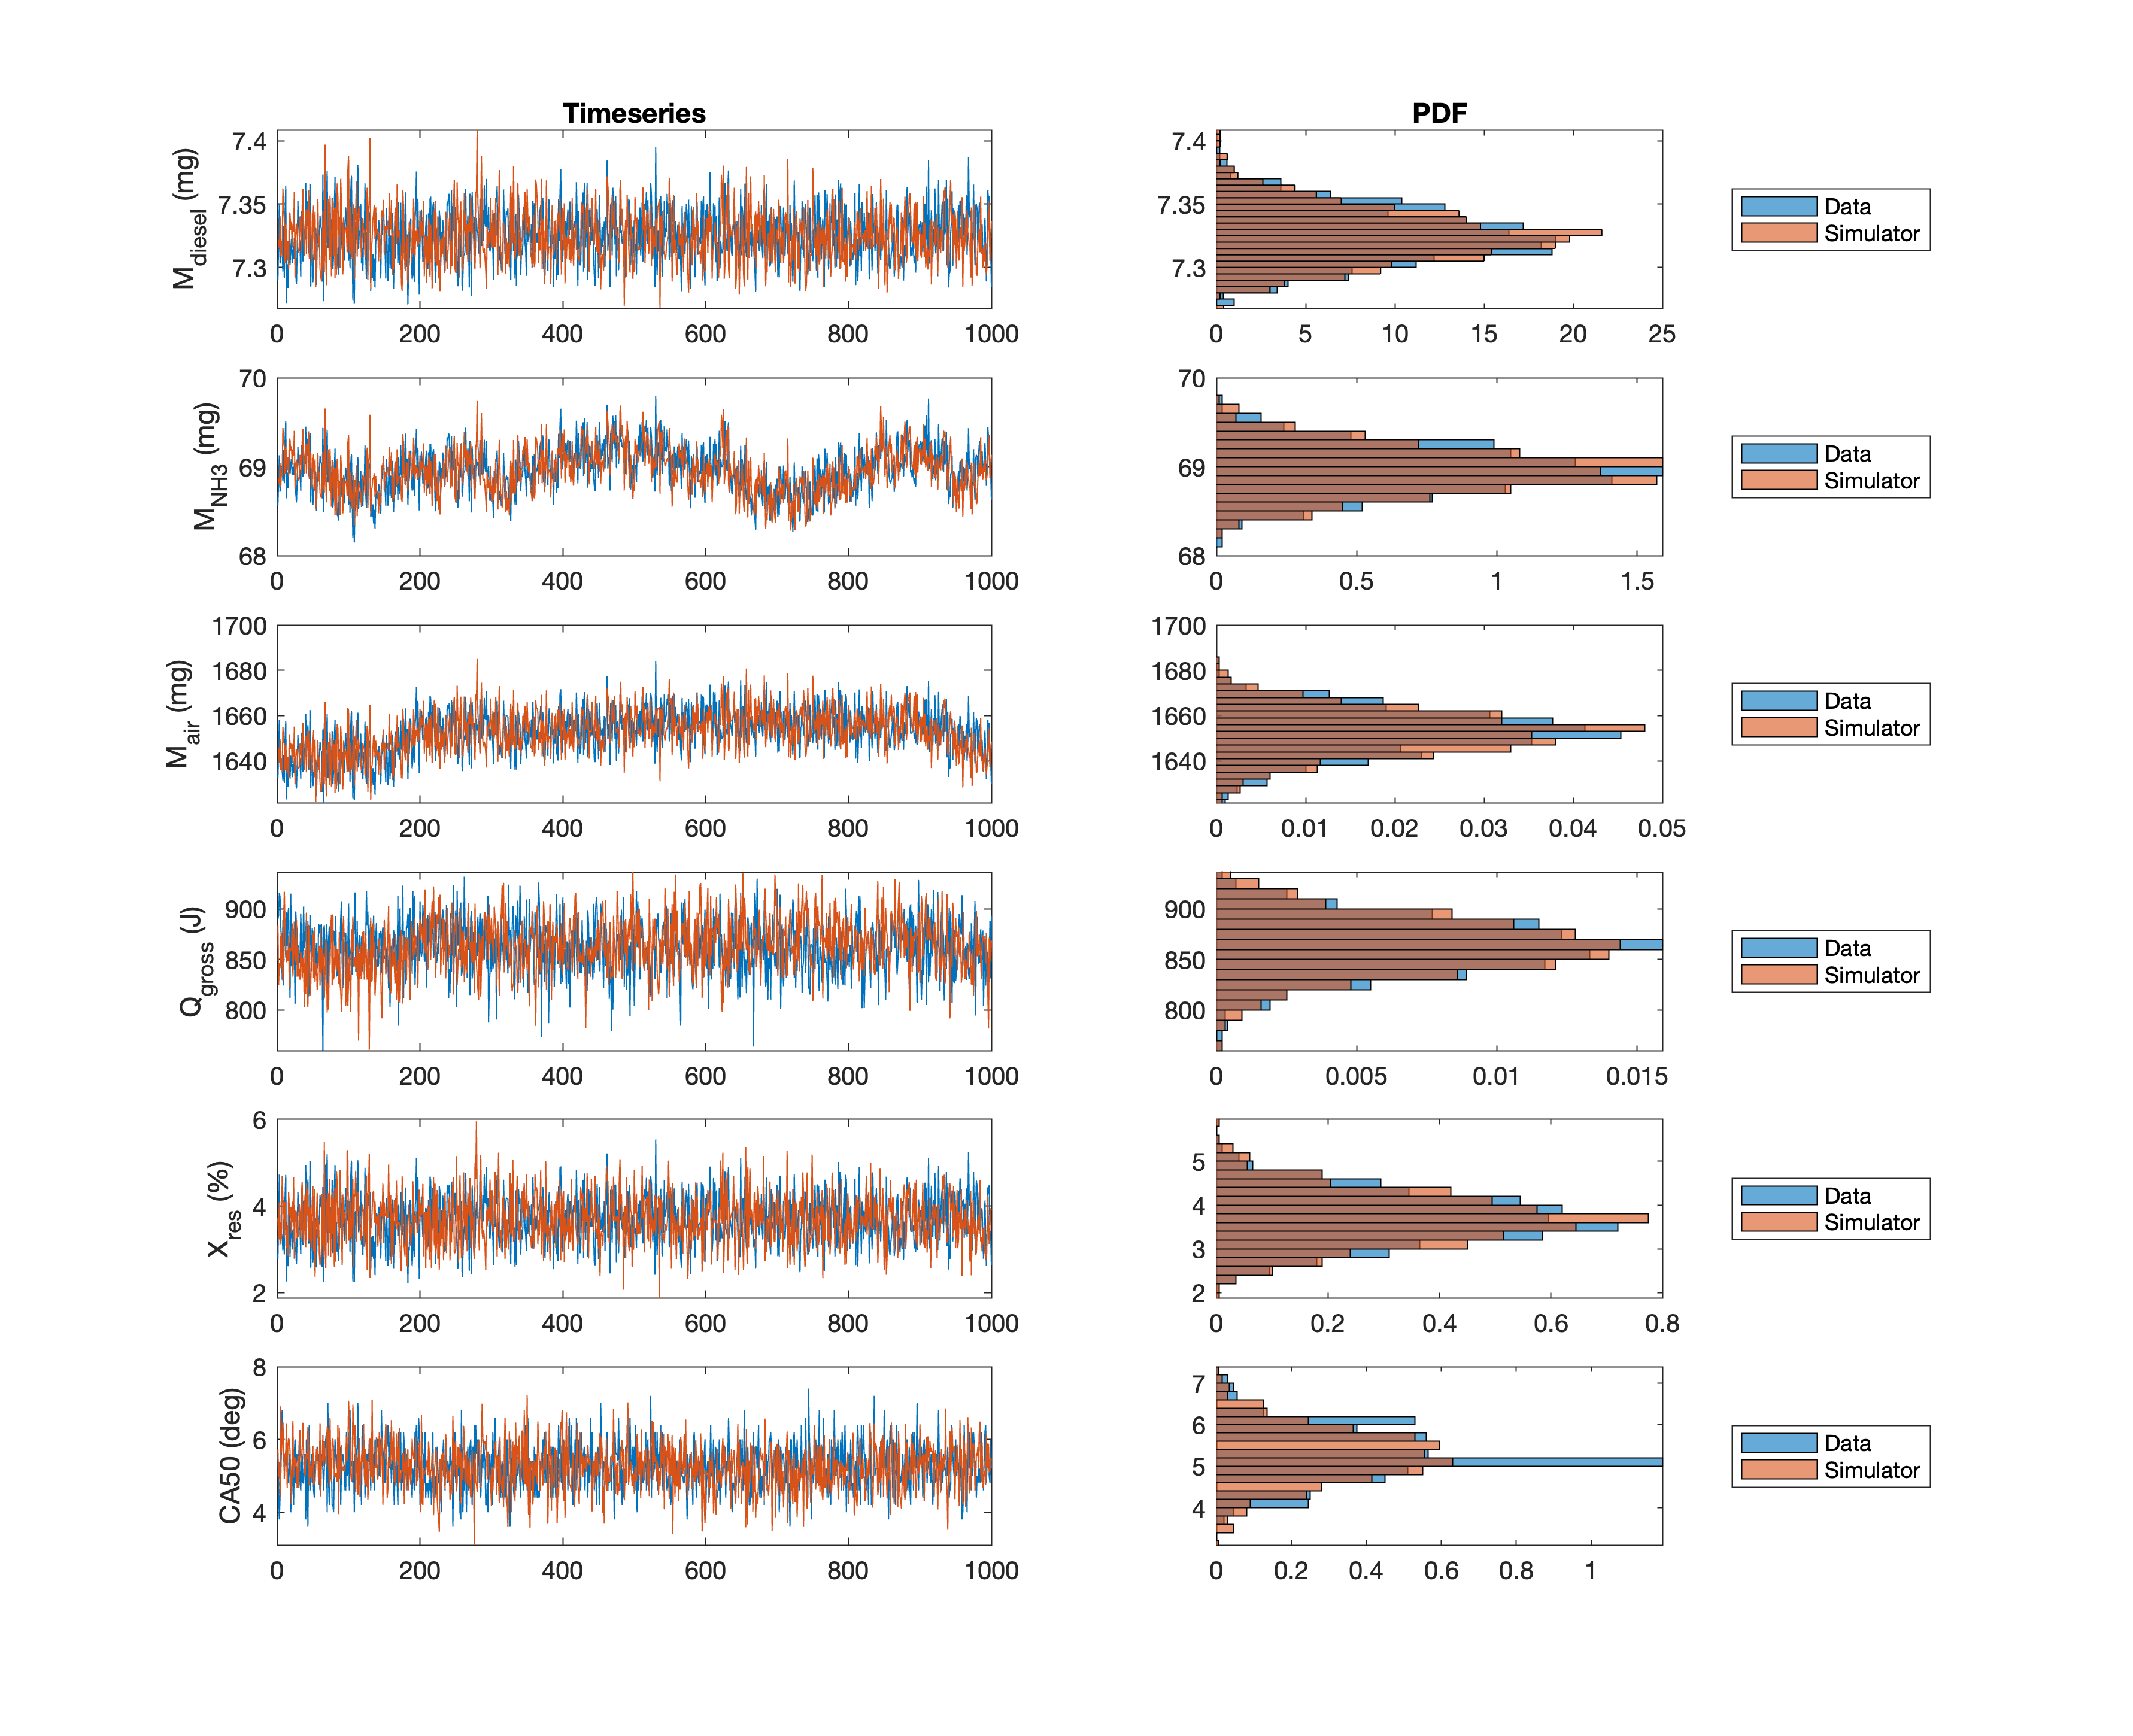 Timeseries
PDF
M_diesel (mg)
7.4
7.35
7.3
0 200 400 600 800 1000
7.4
7.35
7.3
0 5 10 15 20 25
Data
Simulator
M_NH3 (mg)
70
69
68
0 200 400 600 800 1000
70
69
68
0 0.5 1 1.5
Data
Simulator
M_air (mg)
1700
1680
1660
1640
0 200 400 600 800 1000
1700
1680
1660
1640
0 0.01 0.02 0.03 0.04 0.05
Data
Simulator
Q_gross (J)
900
850
800
0 200 400 600 800 1000
900
850
800
0 0.005 0.01 0.015
Data
Simulator
X_res (%)
6
4
2
0 200 400 600 800 1000
5
4
3
2
0 0.2 0.4 0.6 0.8
Data
Simulator
CA50 (deg)
8
6
4
0 200 400 600 800 1000
7
6
5
4
0 0.2 0.4 0.6 0.8 1
Data
Simulator